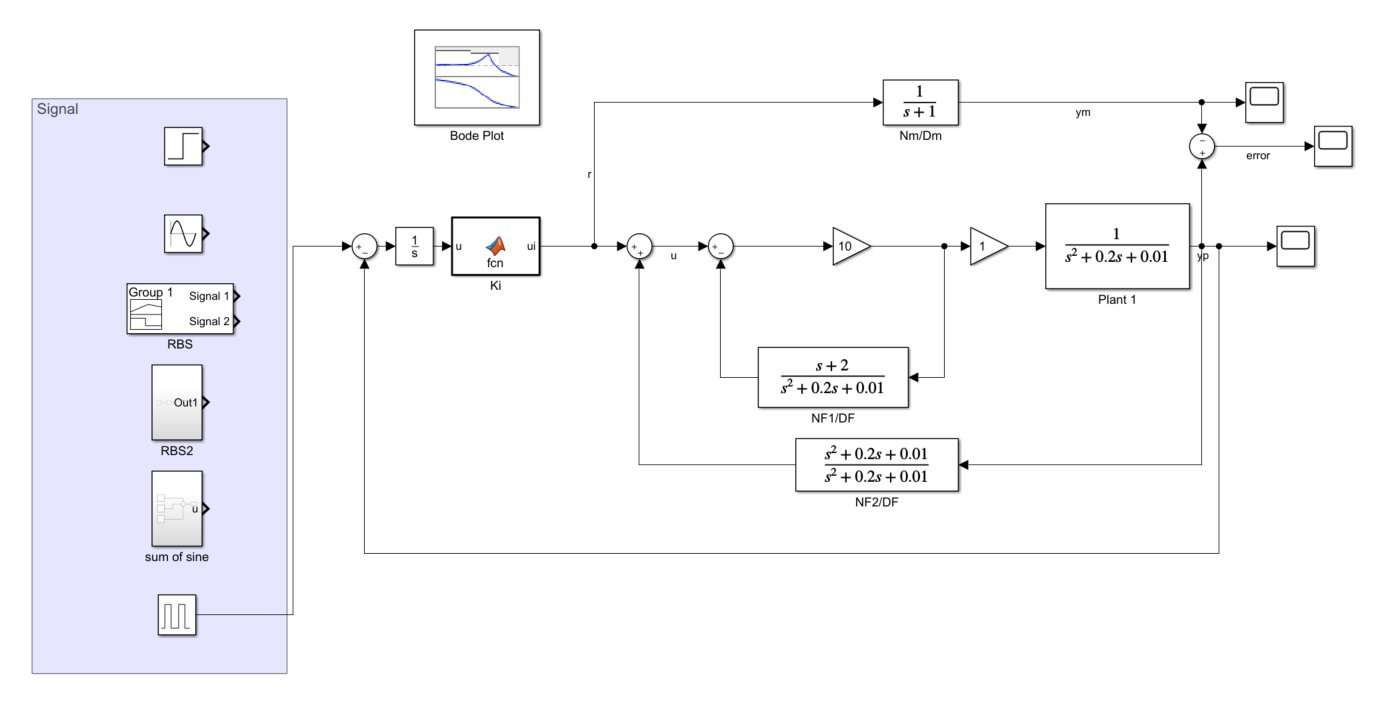 Signal
Bode Plot
1
s + 1
Nm/Dm
ym
error
r
Group 1
Signal 1
Signal 2
RBS
+
−
1
s
u
fcn
ui
Ki
+
+
u
+
−
10
1
1
s² + 0.2s + 0.01
Plant 1
yp
−
+
s + 2
s² + 0.2s + 0.01
NF1/DF
Out1
RBS2
s² + 0.2s + 0.01
s² + 0.2s + 0.01
NF2/DF
u
sum of sine